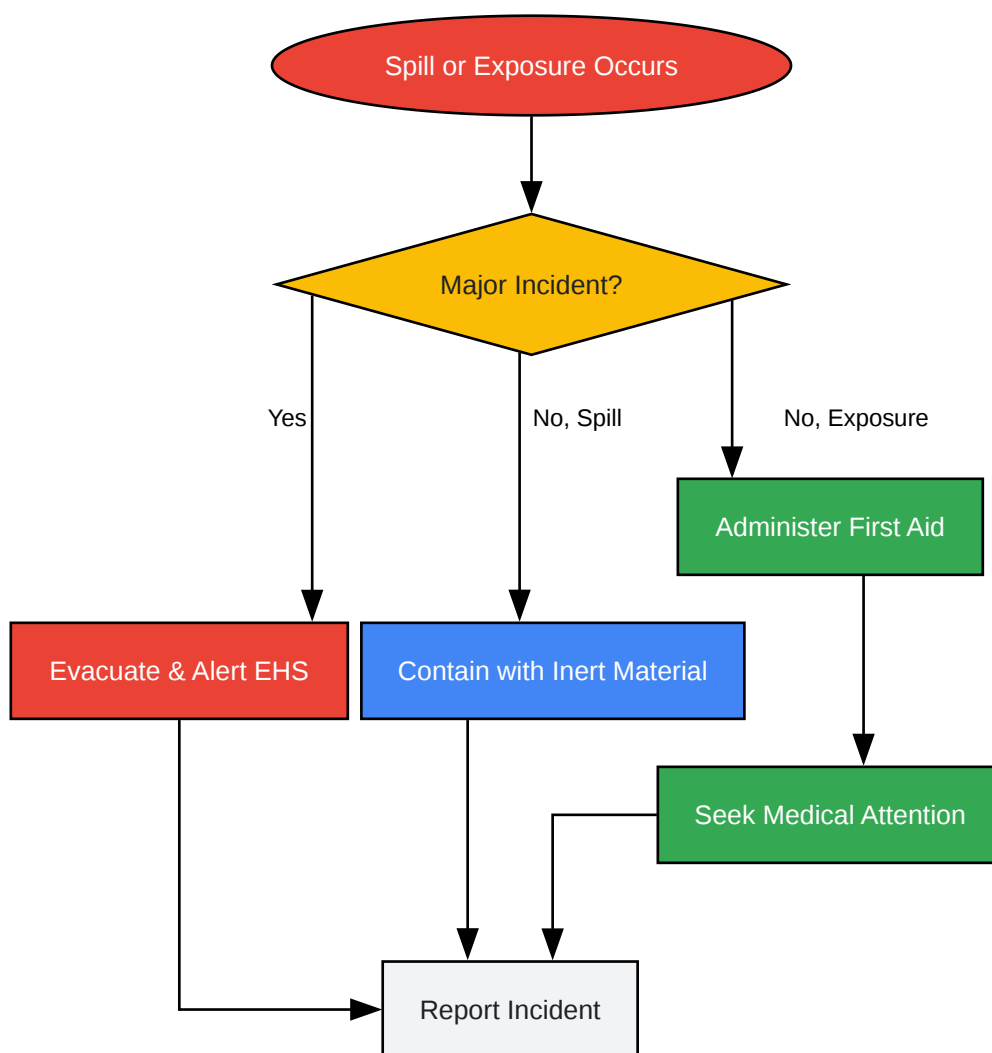 Spill or Exposure Occurs
Major Incident?
Yes
No, Spill
No, Exposure
Administer First Aid
Evacuate & Alert EHS
Contain with Inert Material
Seek Medical Attention
Report Incident